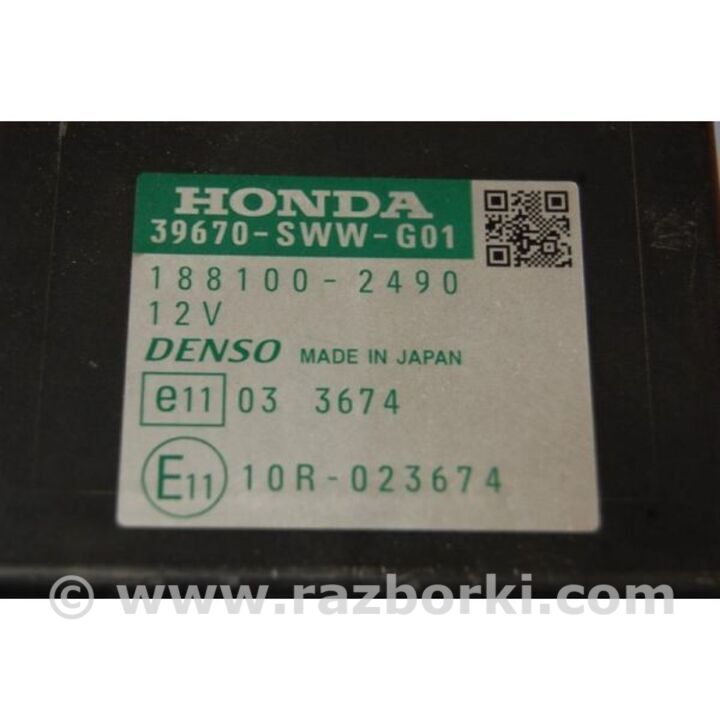 HONDA
39670-SWW-G01
188100-2490
12V
DENSO MADE IN JAPAN
e11 03 3674
E11 10R-023674
© www.razborki.com